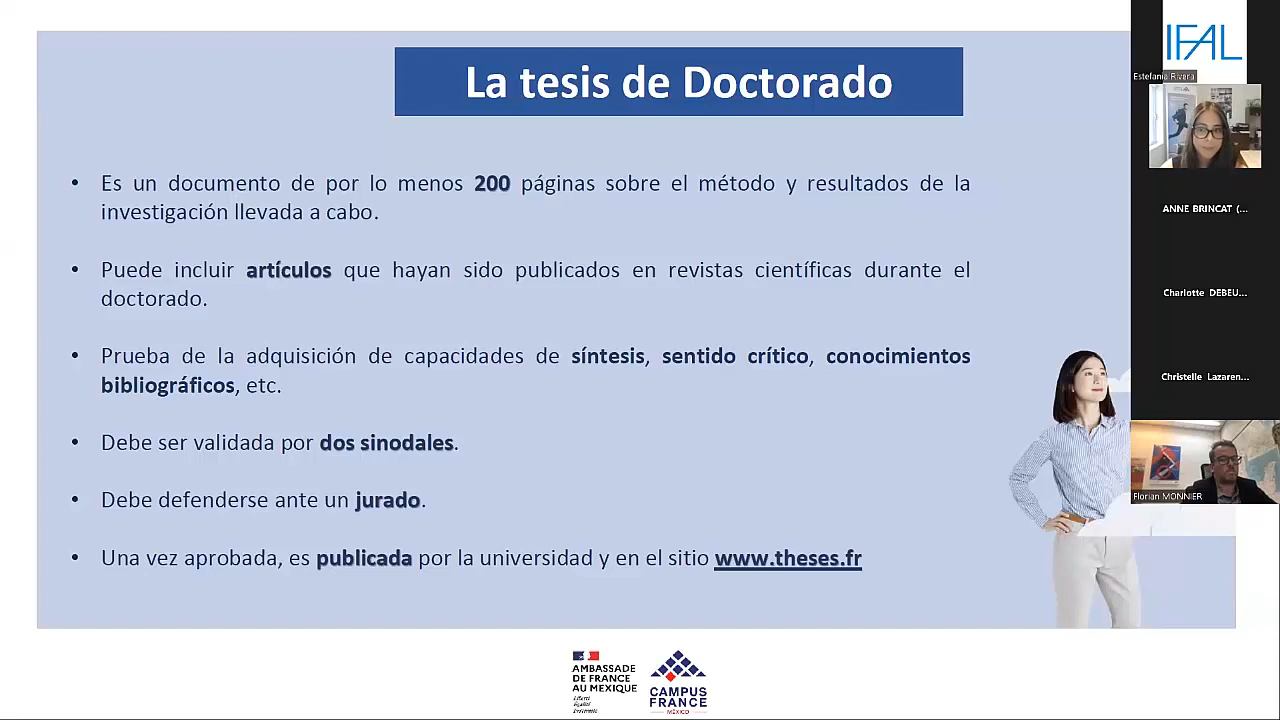 La tesis de Doctorado
• Es un documento de por lo menos 200 páginas sobre el método y resultados de la
investigación llevada a cabo.
• Puede incluir artículos que hayan sido publicados en revistas científicas durante el
doctorado.
• Prueba de la adquisición de capacidades de síntesis, sentido crítico, conocimientos
bibliográficos, etc.
• Debe ser validada por dos sinodales.
• Debe defenderse ante un jurado.
• Una vez aprobada, es publicada por la universidad y en el sitio www.theses.fr
AMBASSADE
DE FRANCE
AU MEXIQUE
Liberté
Égalité
Fraternité
CAMPUS
FRANCE
MÉXICO
IFAL
Estefania Rivera
ANNE BRINCAT (...
Charlotte DEBEU...
Christelle Lazaren...
Florian MONNIER